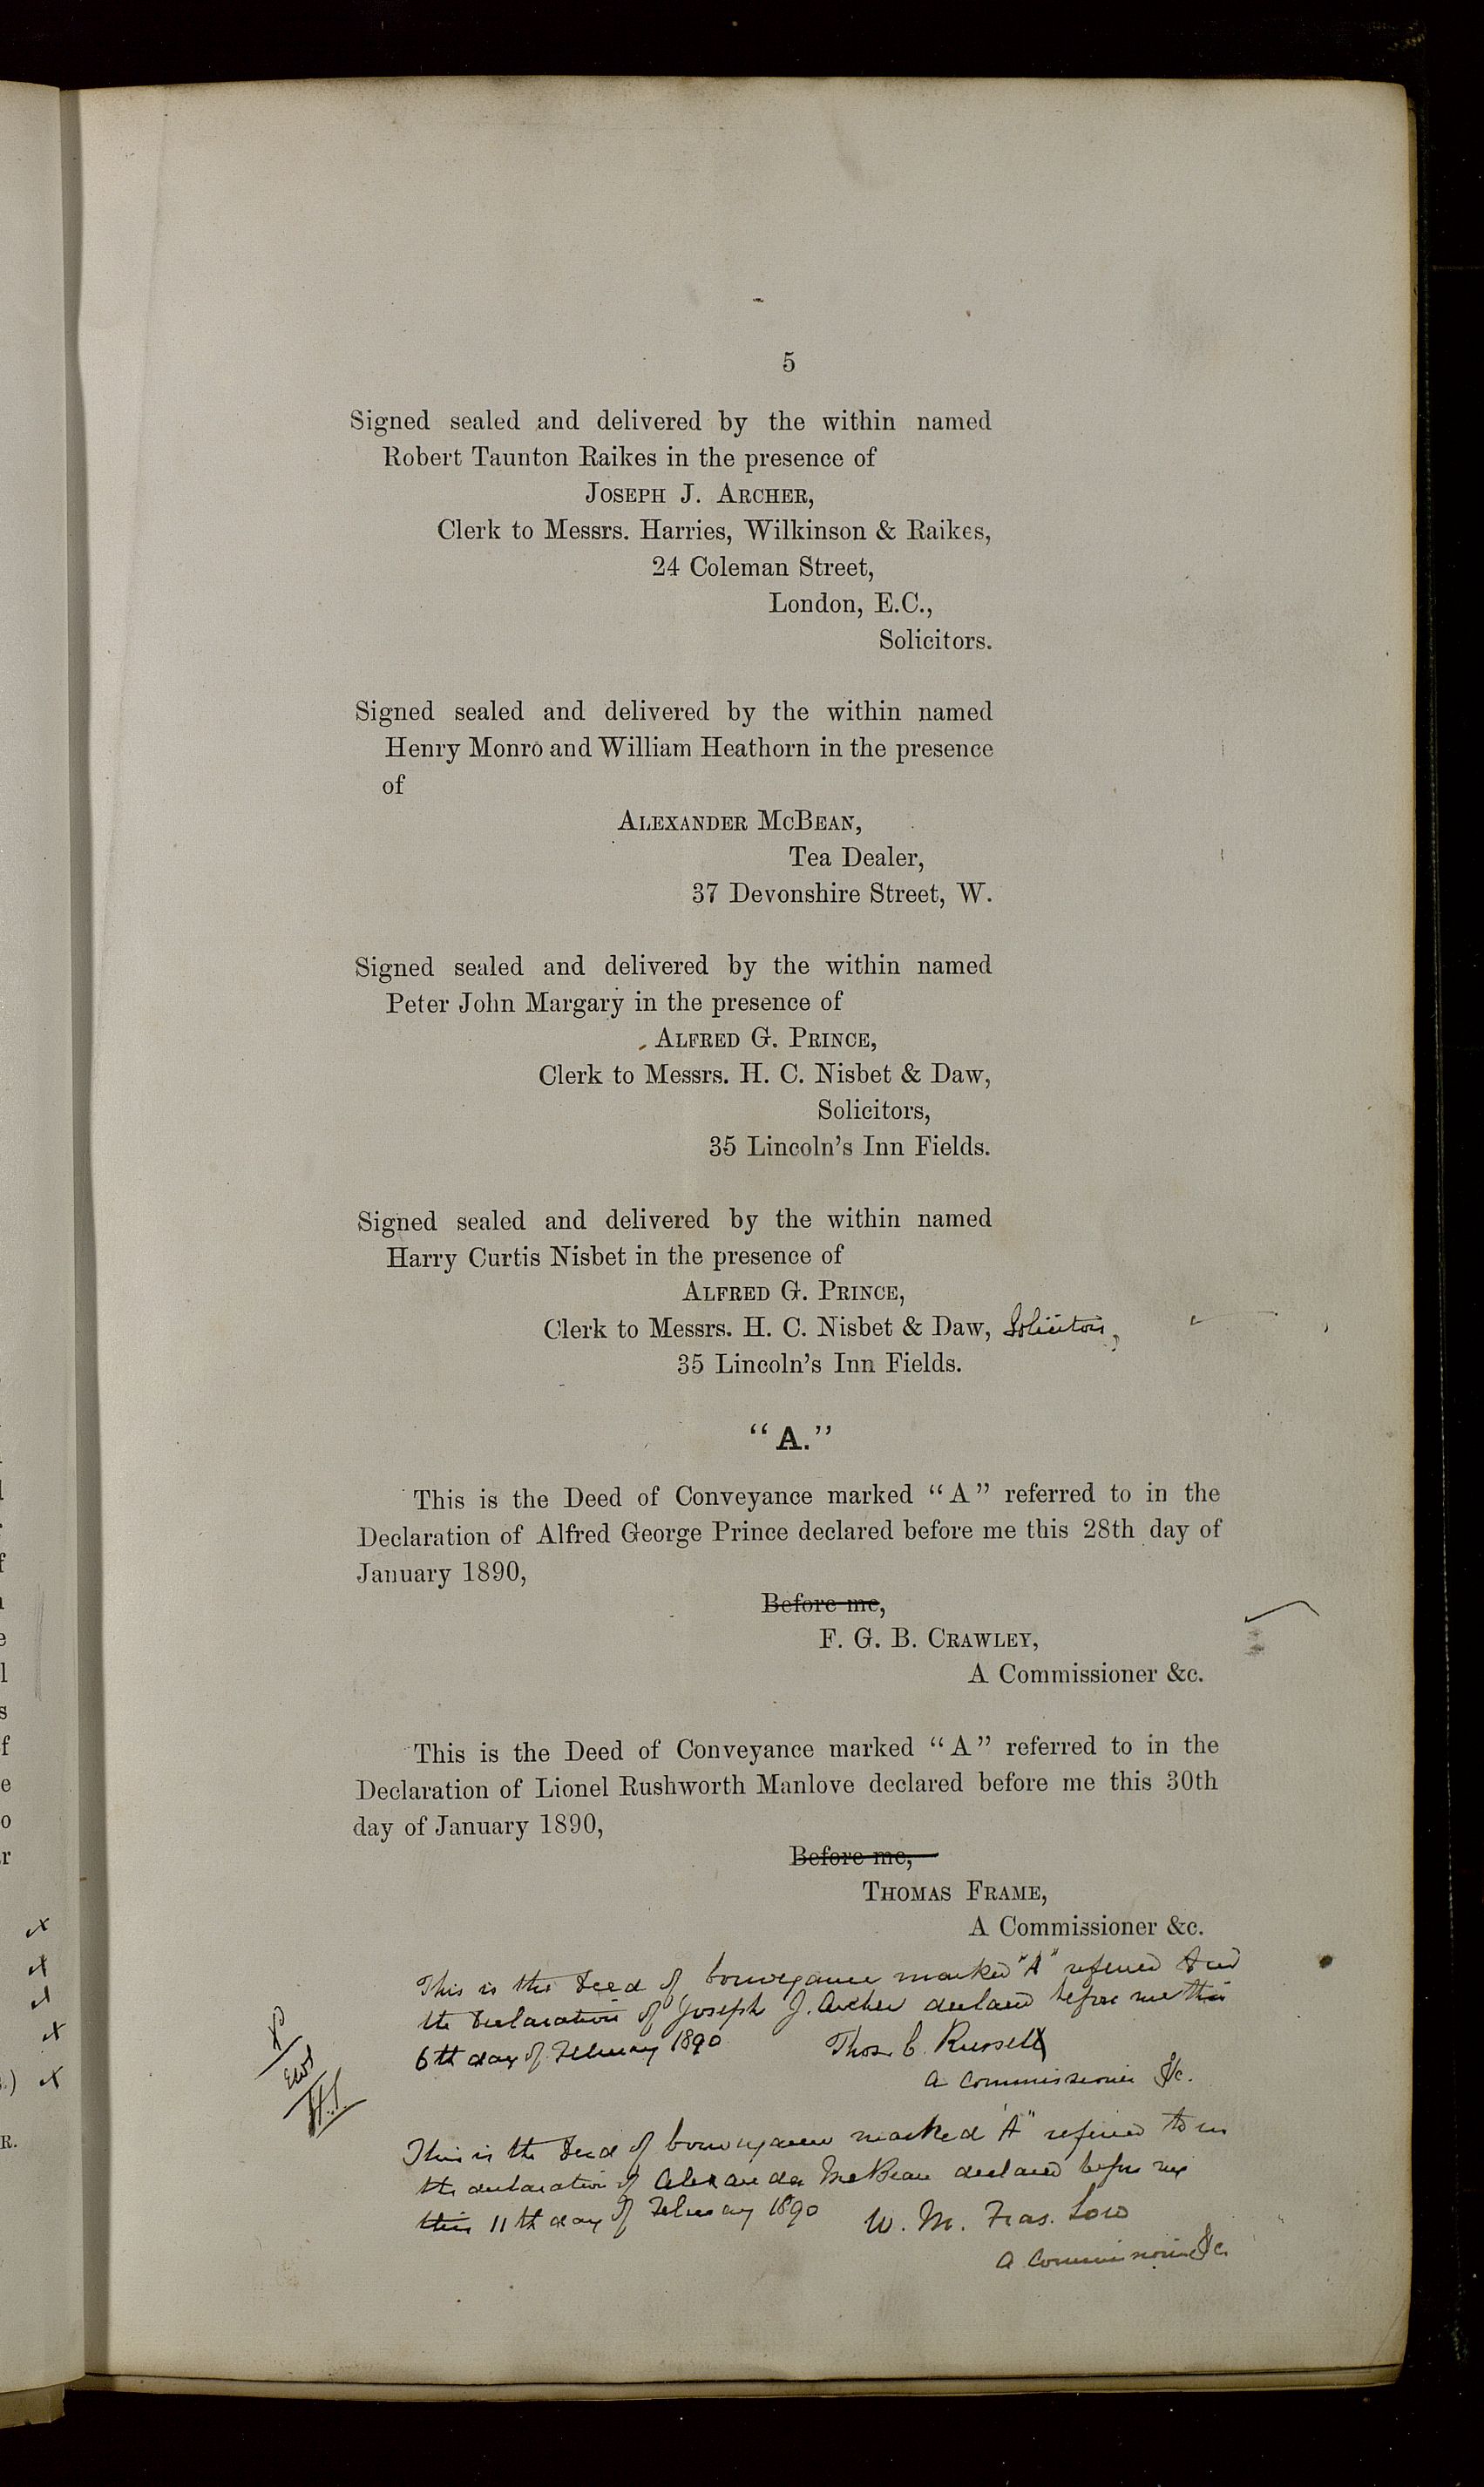 5
Signed sealed and delivered by the within named
Robert Taunton Raikes in the presence of
JOSEPH J. ARCHER,
Clerk to Messrs. Harries, Wilkinson & Raikes,
24 Coleman Street,
London, E.C.,
Solicitors.
Signed sealed and delivered by the within named
Henry Monro and William Heathorn in the presence
of
ALEXANDER MCBEAN,
Tea Dealer,
37 Devonshire Street, W.
Signed sealed and delivered by the within named
Peter John Margary in the presence of
ALFRED G. PRINCE,
Clerk to Messrs. H. C. Nisbet & Daw,
Solicitors,
35 Lincoln's Inn Fields.
Signed sealed and delivered by the within named
Harry Curtis Nisbet in the presence of
ALFRED G. PRINCE,
Clerk to Messrs. H. C. Nisbet & Daw, Solicitors,
35 Lincoln's Inn Fields.
"A."
This is the Deed of Conveyance marked "A" referred to in the
Declaration of Alfred George Prince declared before me this 28th day of
January 1890,
Before me,
F. G. B. CRAWLEY,
A Commissioner &c.
This is the Deed of Conveyance marked "A" referred to in the
Declaration of Lionel Rushworth Manlove declared before me this 30th
day of January 1890,
Before me,
THOMAS FRAME,
A Commissioner &c.
This is the Deed of Conveyance marked "A" referred to in
the Declaration of Joseph J. Archer declared before me this
6th day of February 1890
Thos. C. Russell
A Commissioner &c.
This is the Deed of Conveyance marked "A" referred to in
the declaration of Alexander McBean declared before me
this 11th day of February 1890
W. M. Fras. Low
A Commissioner &c